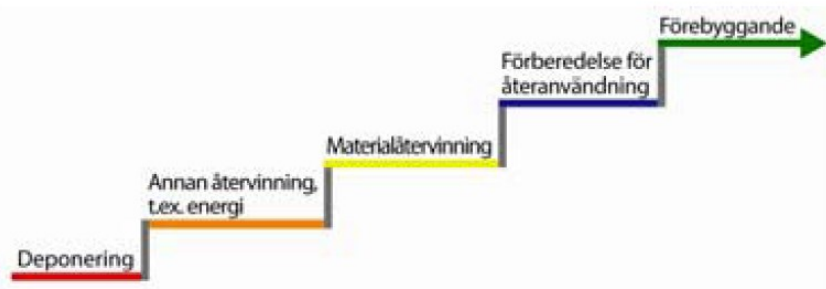 Förebyggande
Förberedelse för
återanvändning
Materialåtervinning
Annan återvinning,
t.ex. energi
Deponering